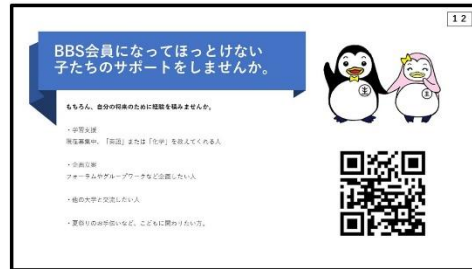 12
BBS会員になってほっとけない
子たちのサポートをしませんか。
もちろん、自分の将来のために経験を積みませんか。
・学習支援
現在募集中、「英語」または「化学」を教えてくれる人
・企画立案
フォーラムやグループワークなど企画したい人
・他の大学と交流したい人
・夏祭りのお手伝いなど、こどもに関わりたい方。